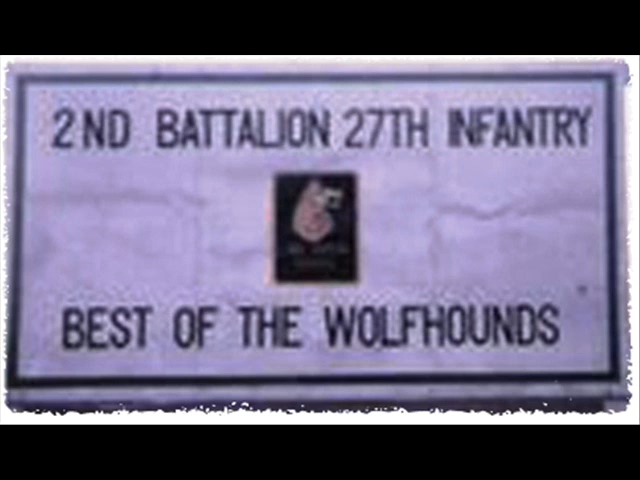 2ND BATTALION 27TH INFANTRY
BEST OF THE WOLFHOUNDS